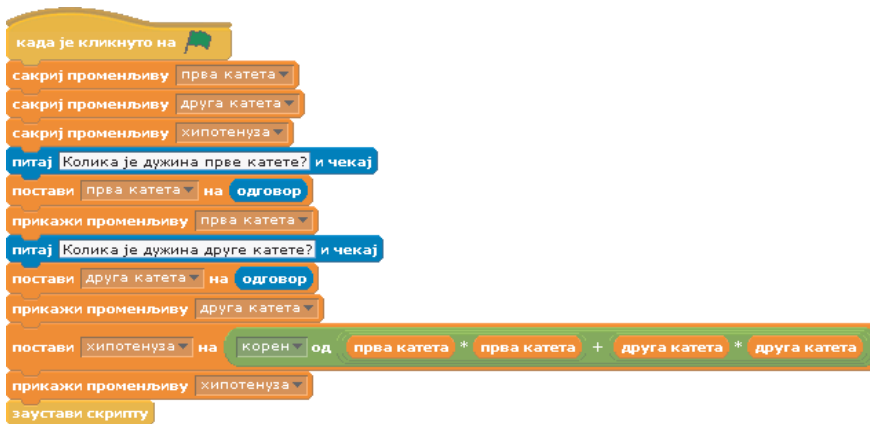 када је кликнуто на
сакриј променљиву прва катета
сакриј променљиву друга катета
сакриј променљиву хипотенуза
питај Колика је дужина прве катете? и чекај
постави прва катета на одговор
прикажи променљиву прва катета
питај Колика је дужина друге катете? и чекај
постави друга катета на одговор
прикажи променљиву друга катета
постави хипотенуза на корен од прва катета * прва катета + друга катета * друга катета
прикажи променљиву хипотенуза
заустави скрипту